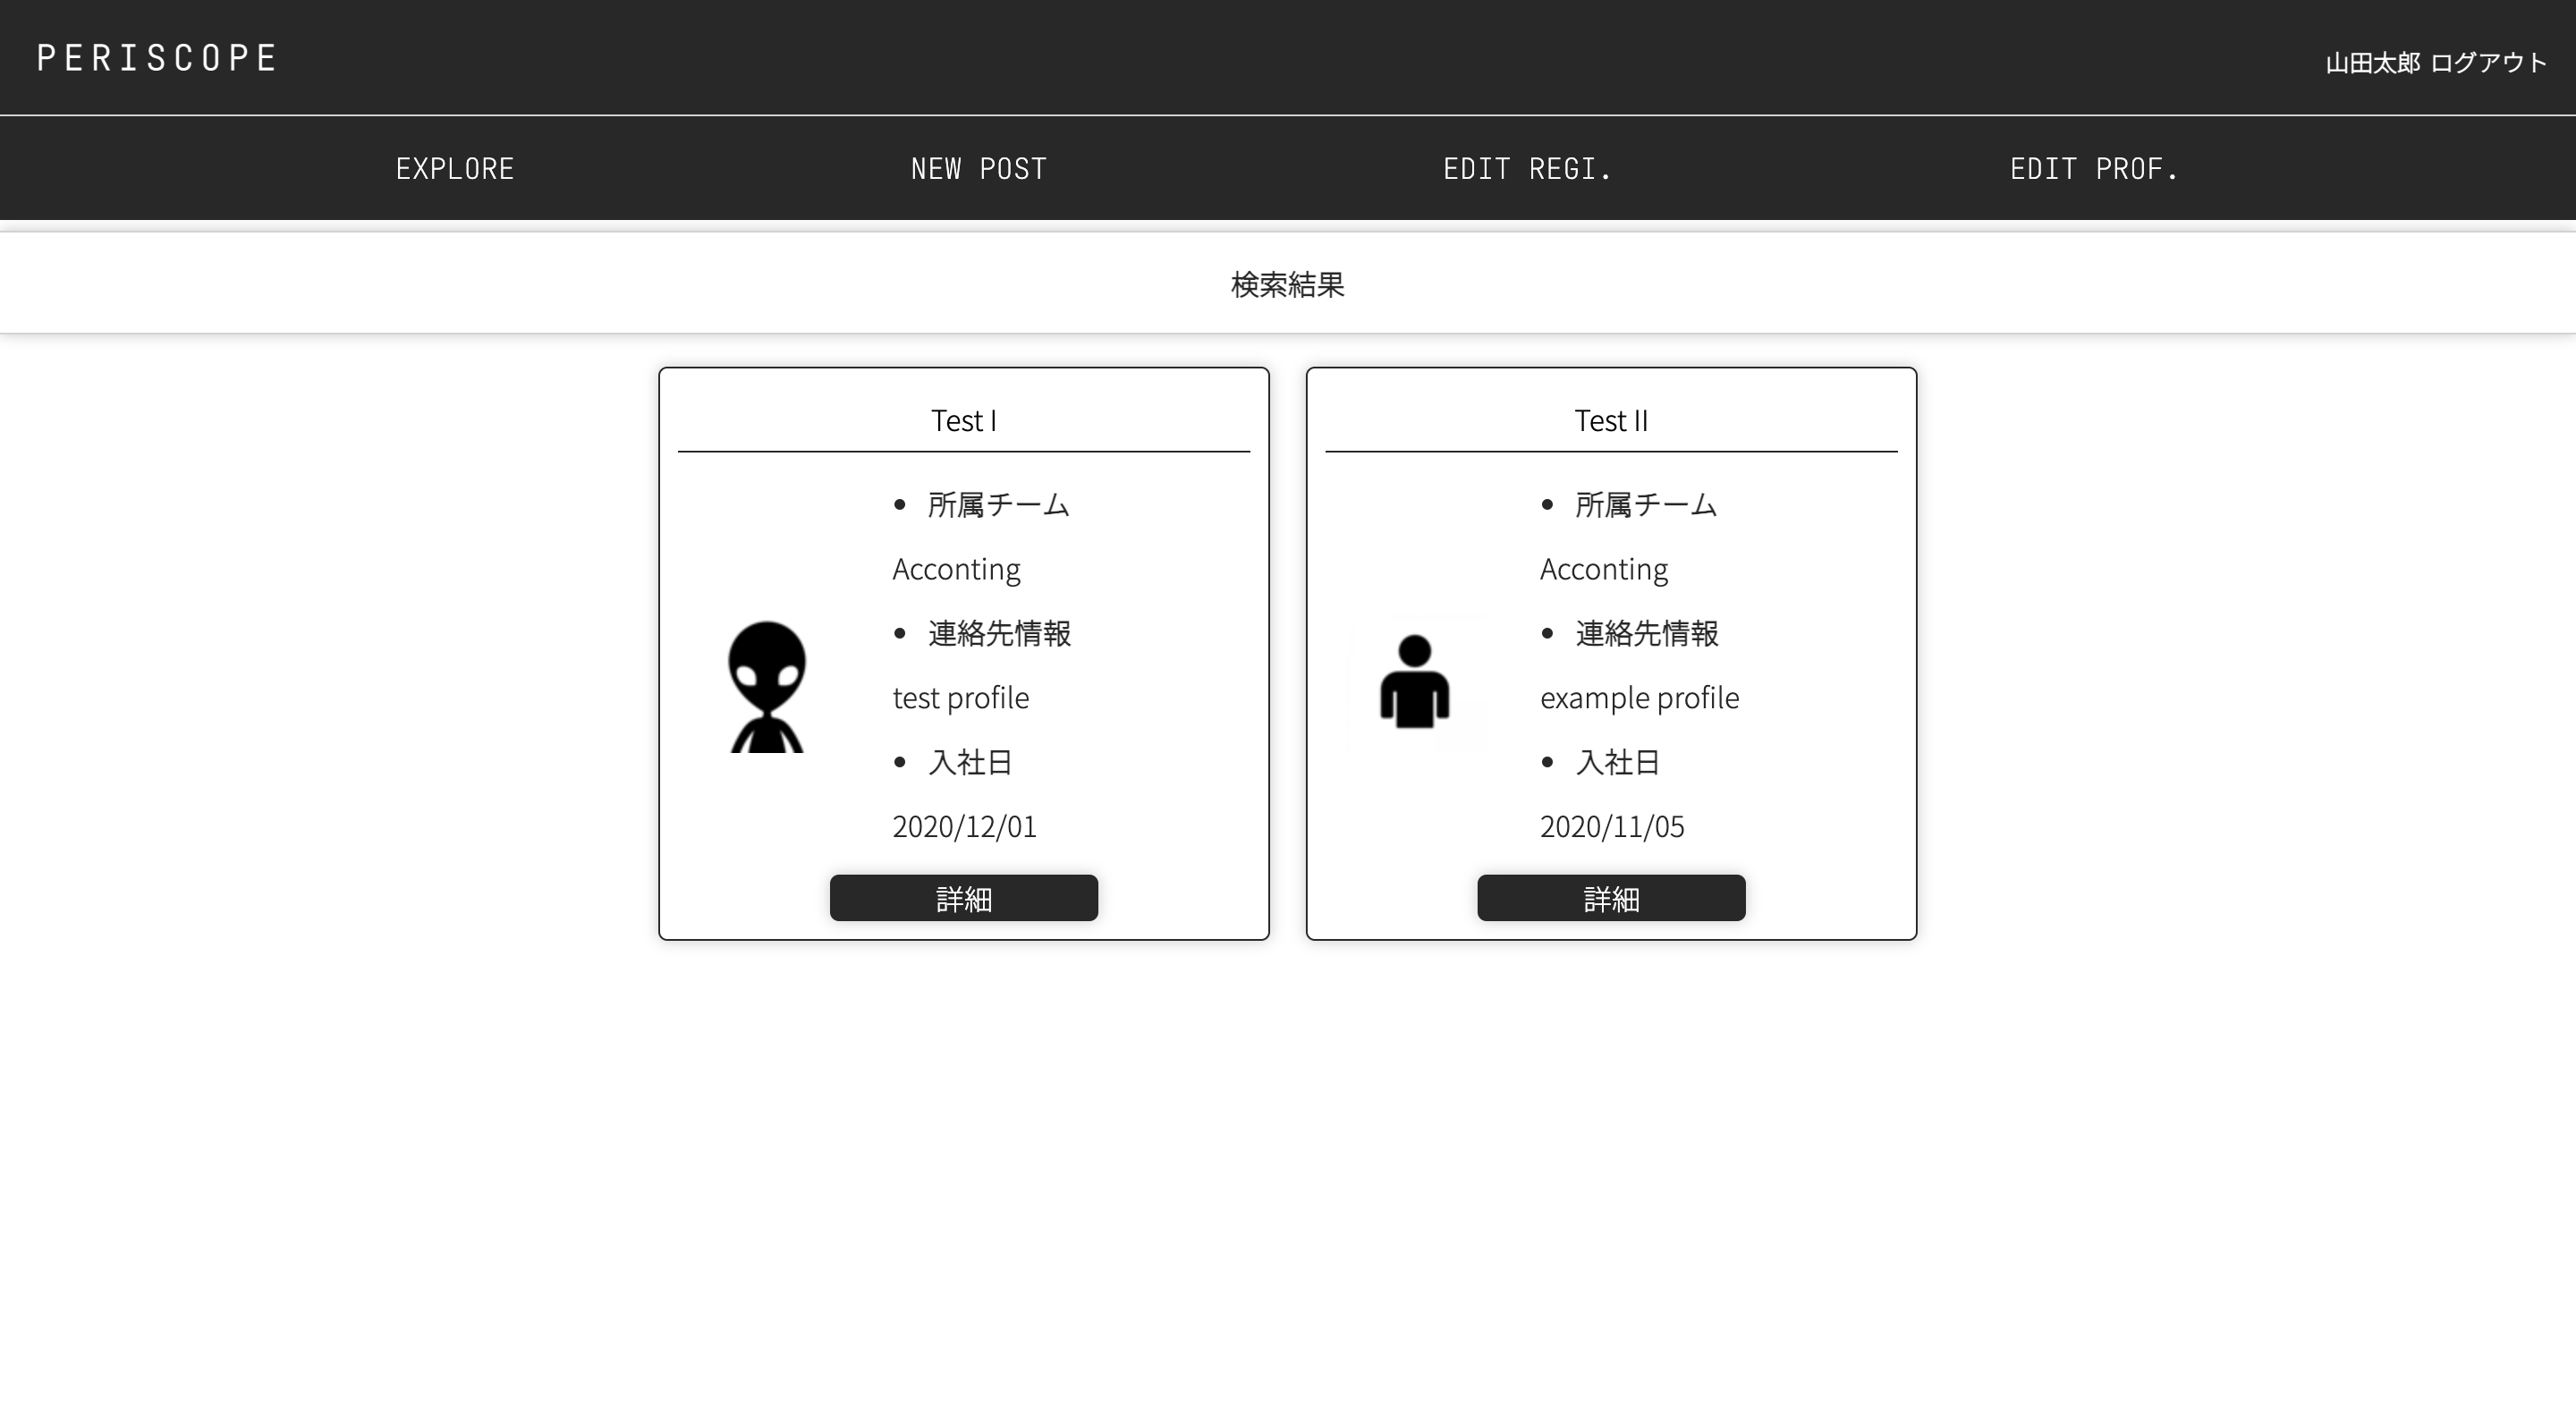 PERISCOPE
山田太郎 ログアウト
EXPLORE NEW POST EDIT REGI. EDIT PROF.
検索結果
Test I
• 所属チーム
Acconting
• 連絡先情報
test profile
• 入社日
2020/12/01
詳細
Test II
• 所属チーム
Acconting
• 連絡先情報
example profile
• 入社日
2020/11/05
詳細